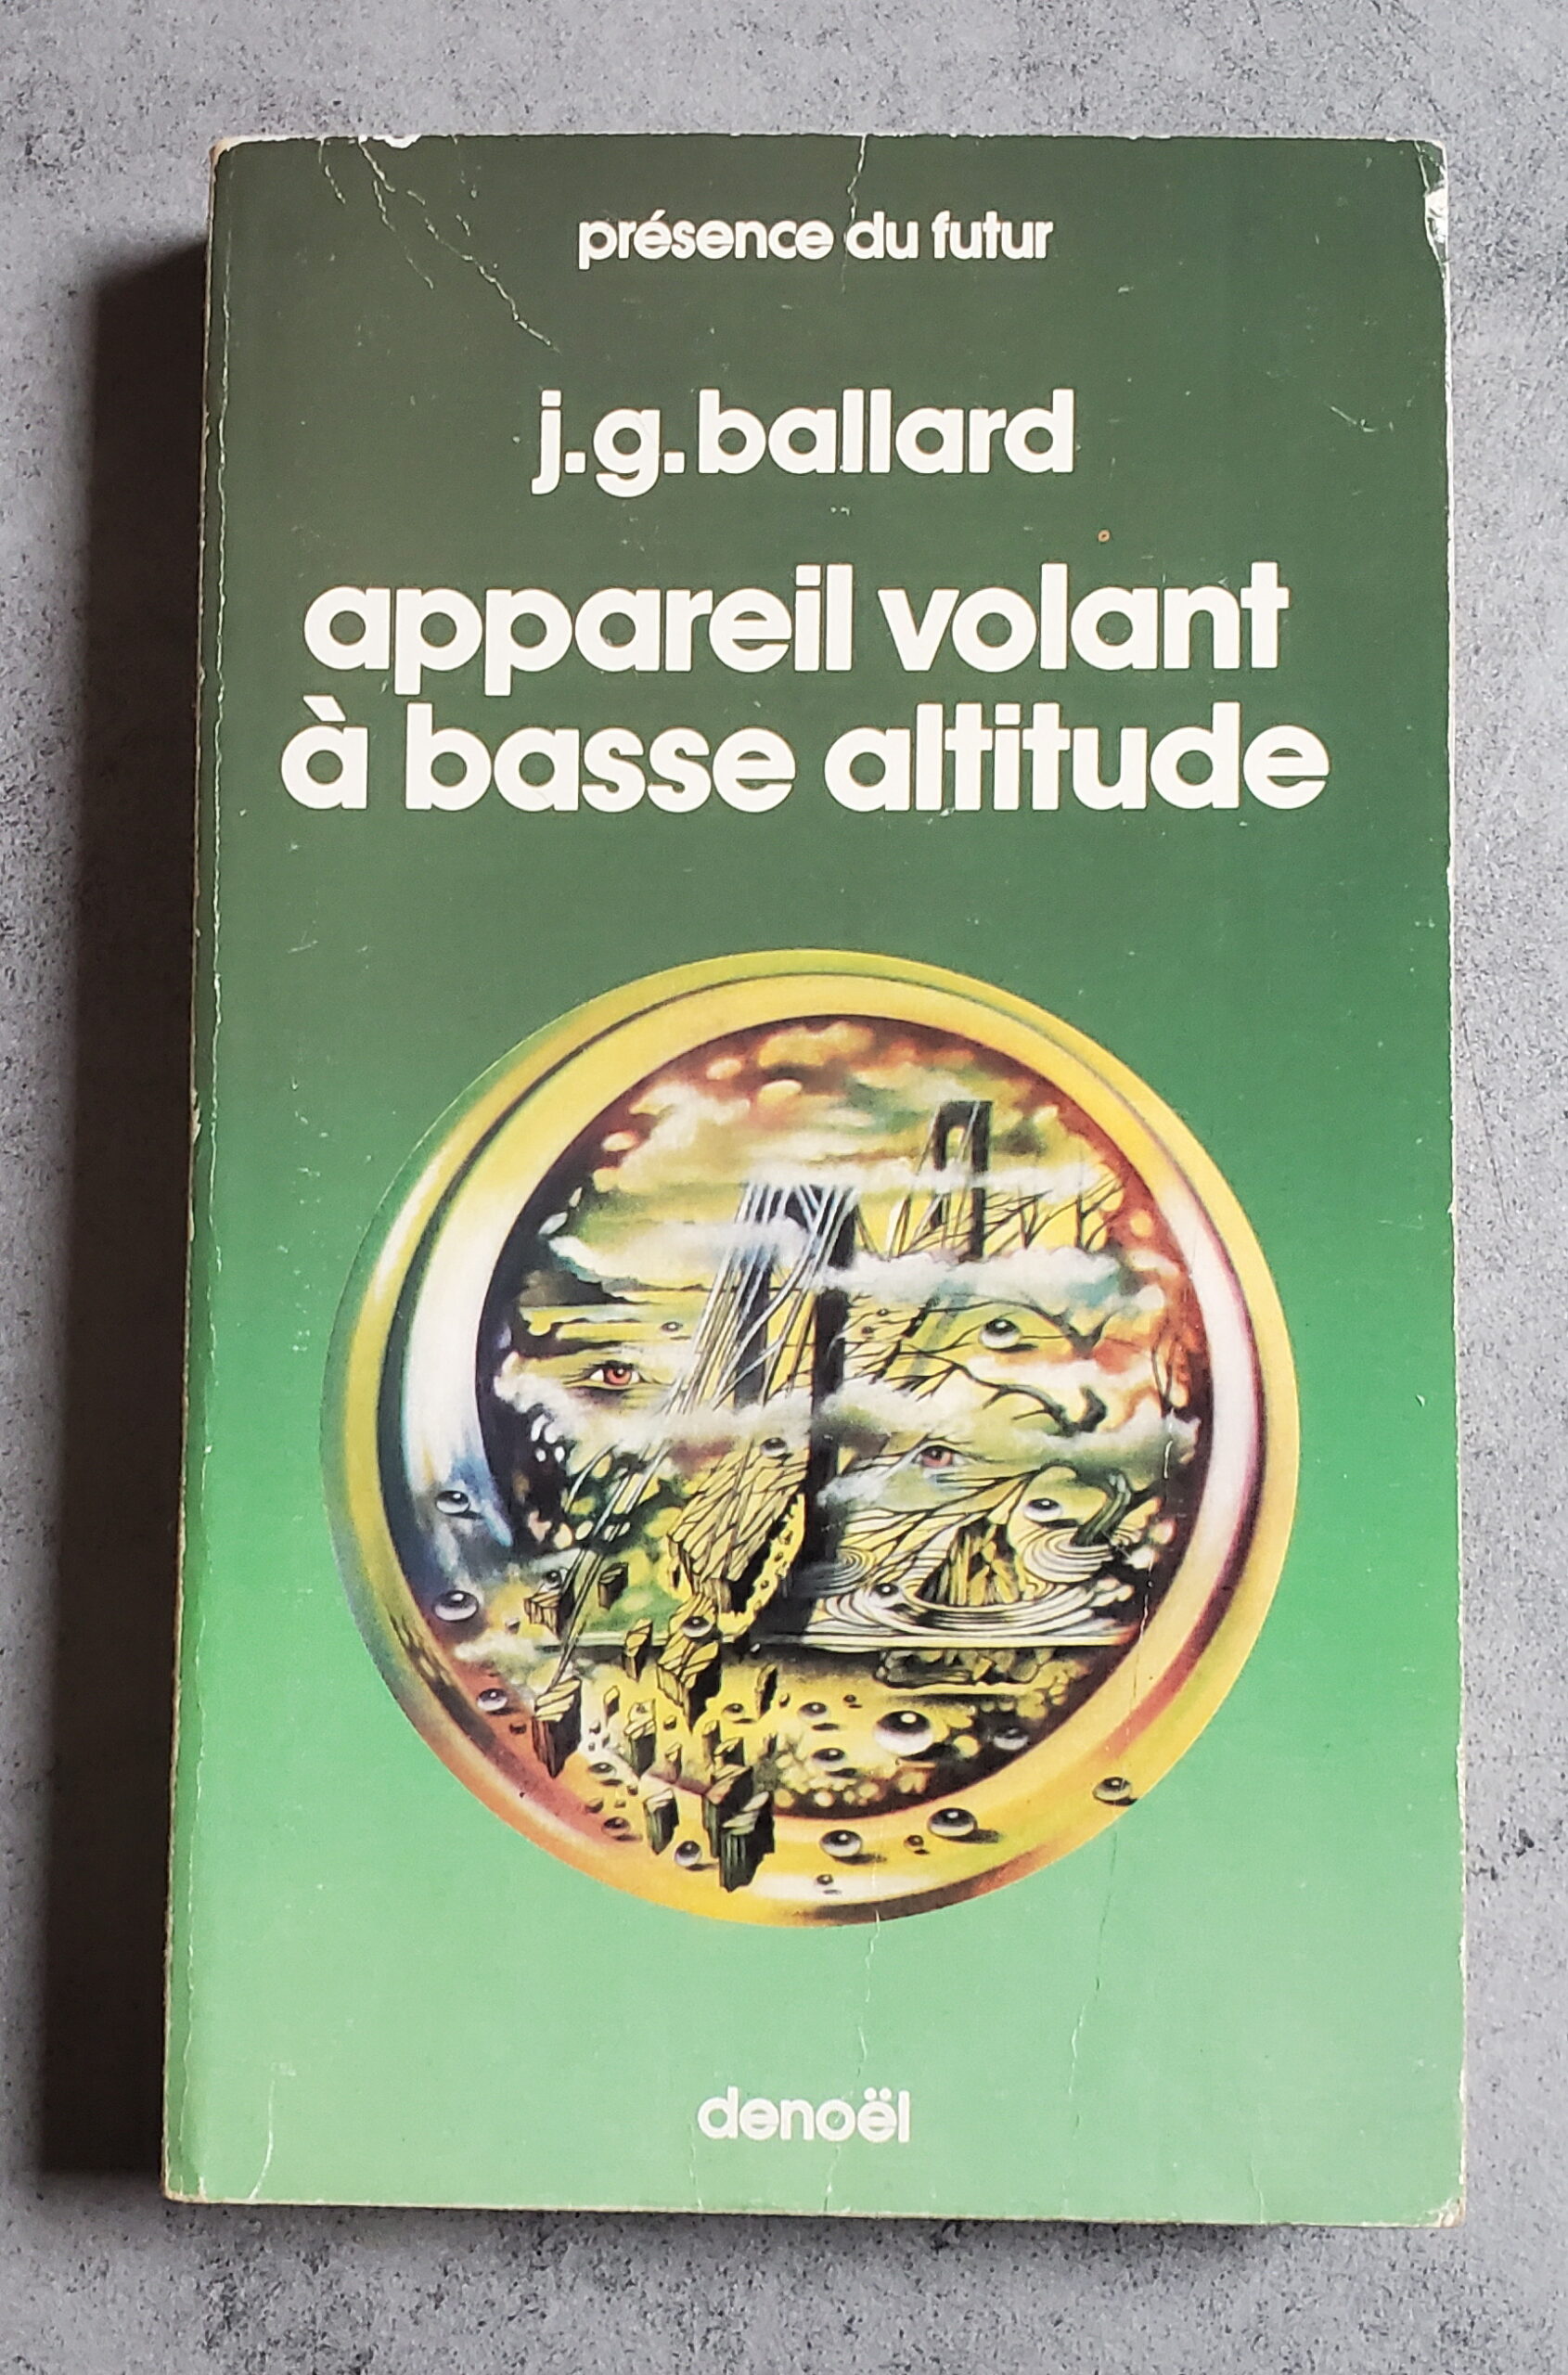 présence du futur
j.g.ballard
appareil volant
à basse altitude
denoël